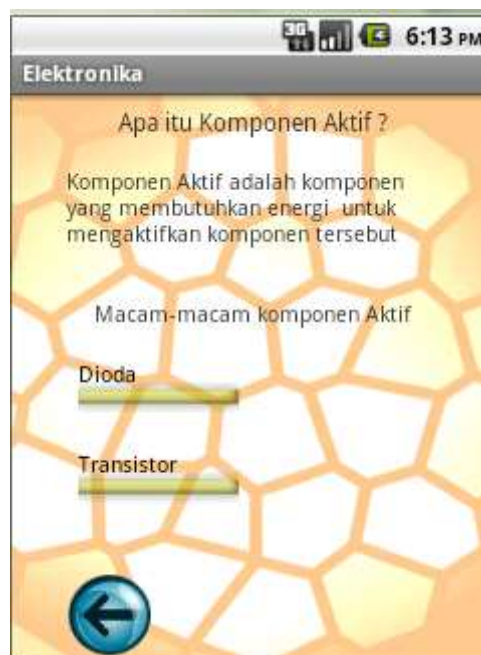 3G 6:13 PM
Elektronika
Apa itu Komponen Aktif ?
Komponen Aktif adalah komponen
yang membutuhkan energi untuk
mengaktifkan komponen tersebut
Macam-macam komponen Aktif
Dioda
Transistor